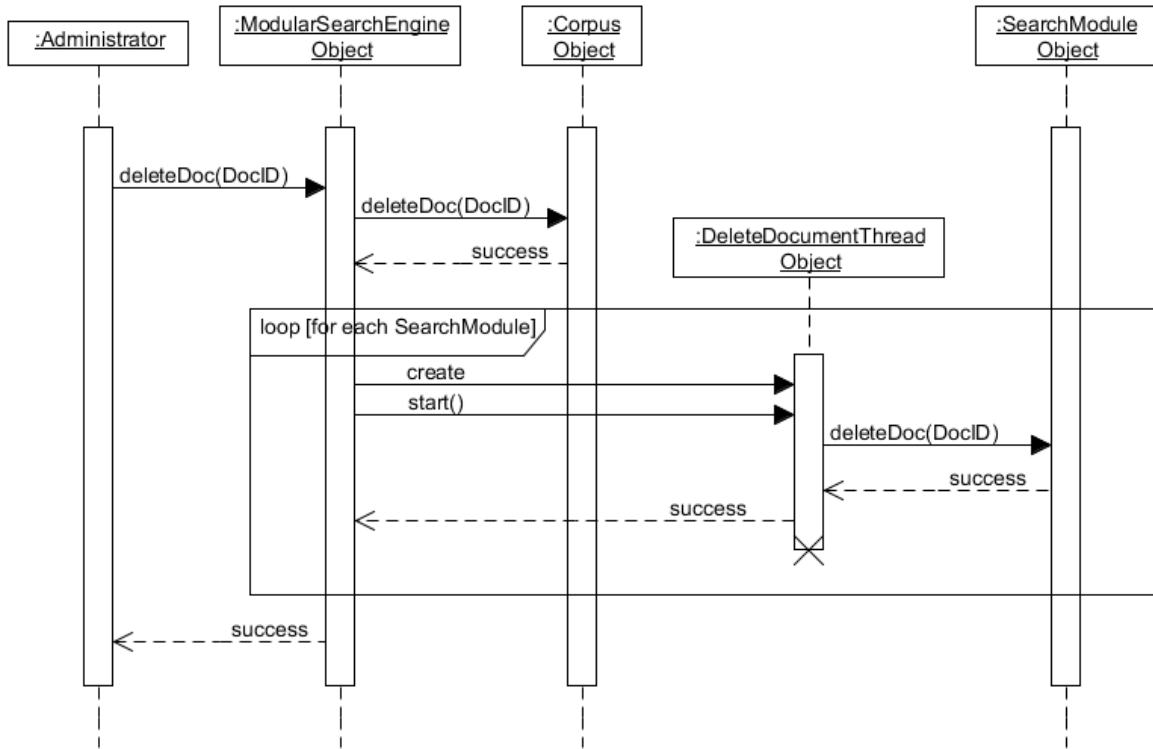 :Administrator
:ModularSearchEngine
Object
:Corpus
Object
:SearchModule
Object
deleteDoc(DocID)
deleteDoc(DocID)
success
:DeleteDocumentThread
Object
loop [for each SearchModule]
create
start()
deleteDoc(DocID)
success
success
success